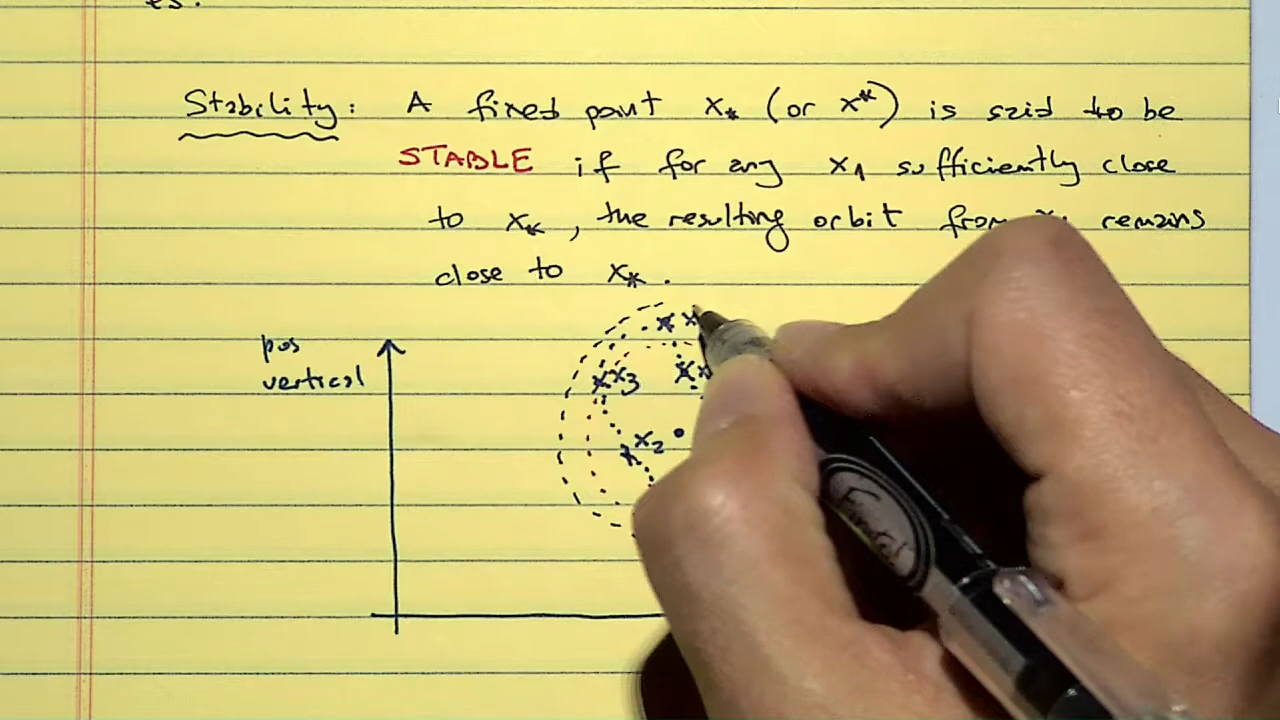 es.
Stability: A fixed point x* (or x*) is said to be
STABLE if for any x1 sufficiently close
to x*, the resulting orbit from remains
close to x*.
pos
vertical
x3
x2